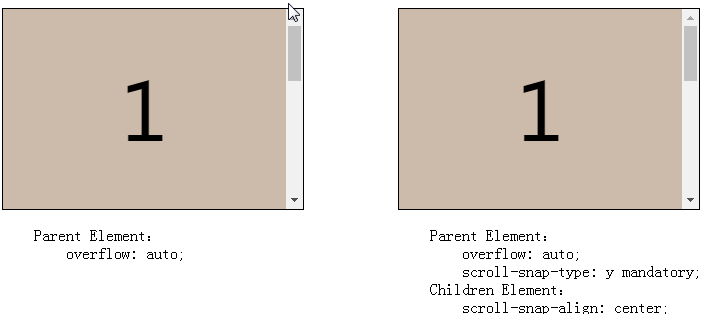 1
1
Parent Element：
overflow: auto;
Parent Element：
overflow: auto;
scroll-snap-type: y mandatory;
Children Element：
scroll-snap-align: center;